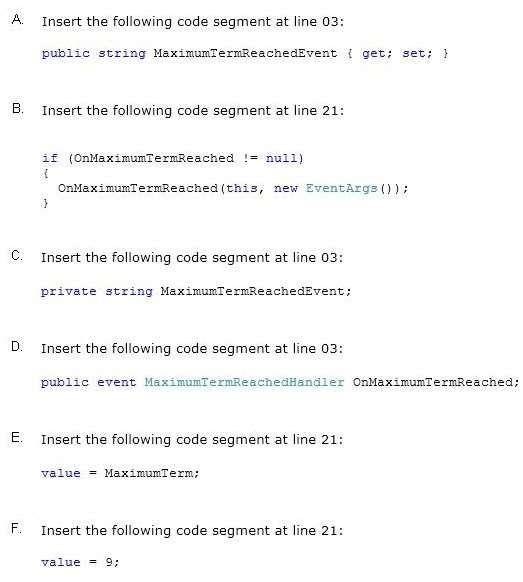 A. Insert the following code segment at line 03:
public string MaximumTermReachedEvent { get; set; }
B. Insert the following code segment at line 21:
if (OnMaximumTermReached != null)
{
OnMaximumTermReached(this, new EventArgs());
}
C. Insert the following code segment at line 03:
private string MaximumTermReachedEvent;
D. Insert the following code segment at line 03:
public event MaximumTermReachedHandler OnMaximumTermReached;
E. Insert the following code segment at line 21:
value = MaximumTerm;
F. Insert the following code segment at line 21:
value = 9;